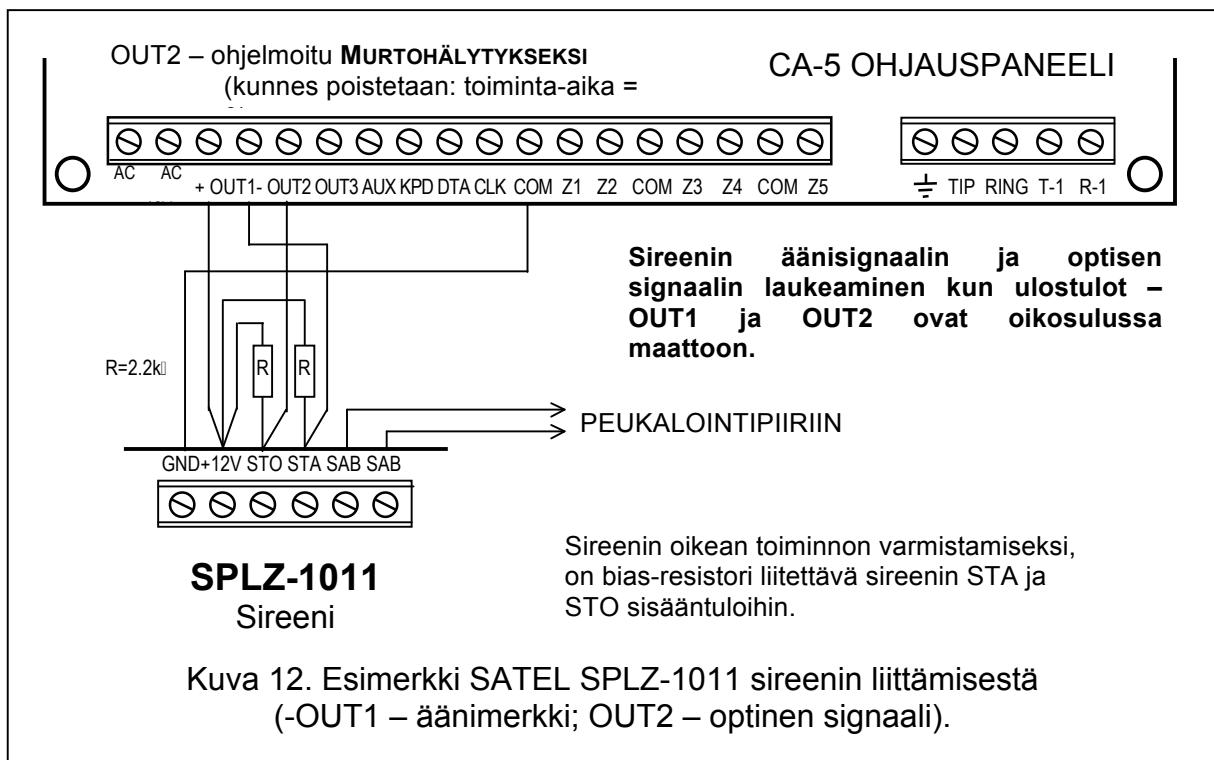 OUT2 – ohjelmoitu MURTOHÄLYTYKSEKSI
(kunnes poistetaan: toiminta-aika =
CA-5 OHJAUSPANEELI
AC AC
+ OUT1- OUT2 OUT3 AUX KPD DTA CLK COM Z1 Z2 COM Z3 Z4 COM Z5
TIP RING T-1 R-1
Sireenin äänisignaalin ja optisen
signaalin laukeaminen kun ulostulot –
OUT1 ja OUT2 ovat oikosulussa
maattoon.
R=2.2k
R R
PEUKALOINTIPIIRIIN
GND+12V STO STA SAB SAB
SPLZ-1011
Sireeni
Sireenin oikean toiminnon varmistamiseksi,
on bias-resistori liitettävä sireenin STA ja
STO sisääntuloihin.
Kuva 12. Esimerkki SATEL SPLZ-1011 sireenin liittämisestä
(-OUT1 – äänimerkki; OUT2 – optinen signaali).